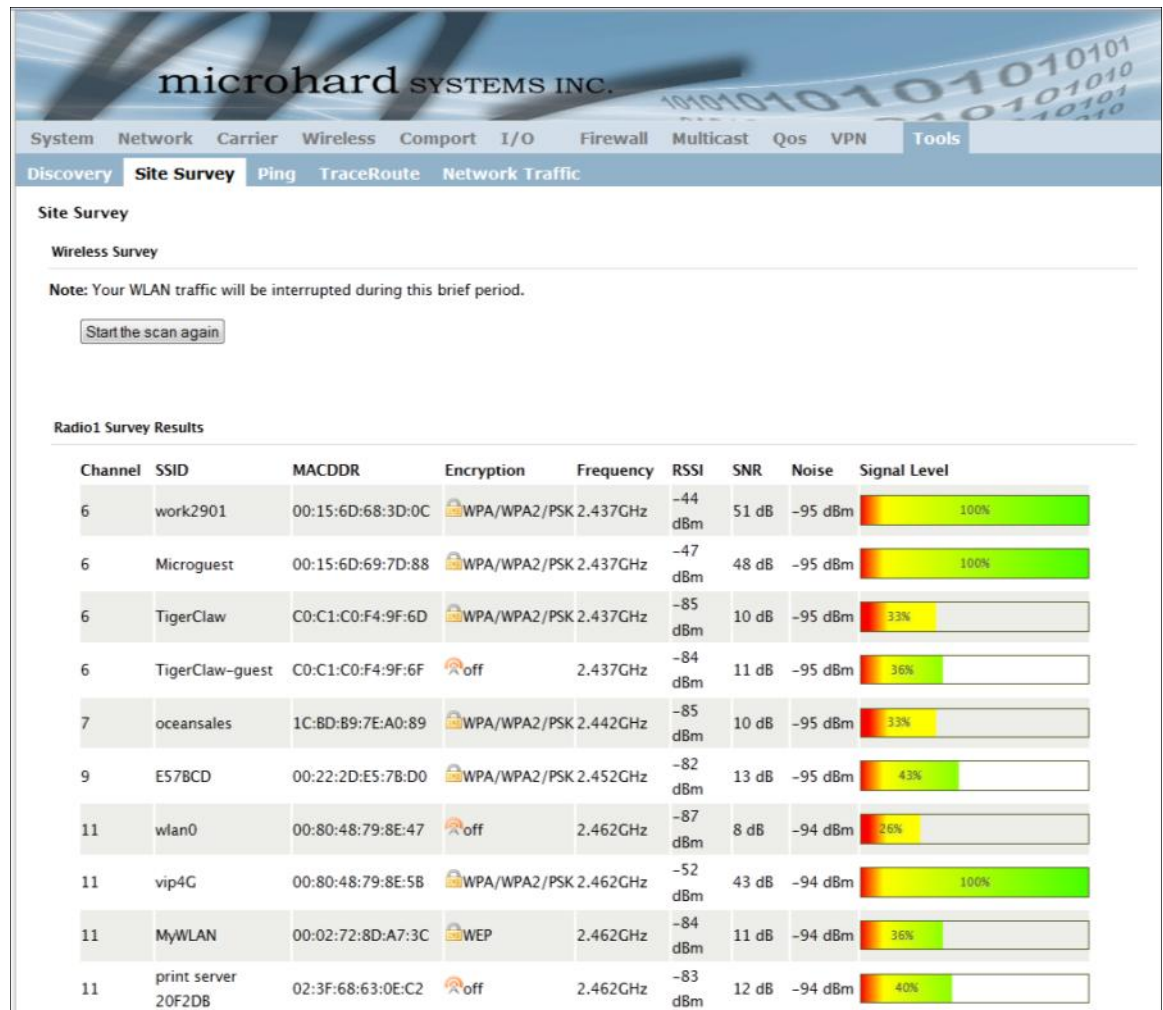 microhard SYSTEMS INC.
System Network Carrier Wireless Comport I/O Firewall Multicast Qos VPN Tools
Discovery Site Survey Ping TraceRoute Network Traffic
Site Survey
Wireless Survey
Note: Your WLAN traffic will be interrupted during this brief period.
Start the scan again
Radio1 Survey Results
Channel SSID MACDDR Encryption Frequency RSSI SNR Noise Signal Level
6 work2901 00:15:6D:68:3D:0C WPA/WPA2/PSK 2.437GHz -44 dBm 51 dB -95 dBm 100%
6 Microguest 00:15:6D:69:7D:88 WPA/WPA2/PSK 2.437GHz -47 dBm 48 dB -95 dBm 100%
6 TigerClaw C0:C1:C0:F4:9F:6D WPA/WPA2/PSK 2.437GHz -85 dBm 10 dB -95 dBm 33%
6 TigerClaw-guest C0:C1:C0:F4:9F:6F off 2.437GHz -84 dBm 11 dB -95 dBm 36%
7 oceansales 1C:BD:B9:7E:A0:89 WPA/WPA2/PSK 2.442GHz -85 dBm 10 dB -95 dBm 33%
9 E57BCD 00:22:2D:E5:7B:D0 WPA/WPA2/PSK 2.452GHz -82 dBm 13 dB -95 dBm 43%
11 wlan0 00:80:48:79:8E:47 off 2.462GHz -87 dBm 8 dB -94 dBm 26%
11 vip4G 00:80:48:79:8E:5B WPA/WPA2/PSK 2.462GHz -52 dBm 43 dB -94 dBm 100%
11 MyWLAN 00:02:72:8D:A7:3C WEP 2.462GHz -84 dBm 11 dB -94 dBm 36%
11 print server 20F2DB 02:3F:68:63:0E:C2 off 2.462GHz -83 dBm 12 dB -94 dBm 40%